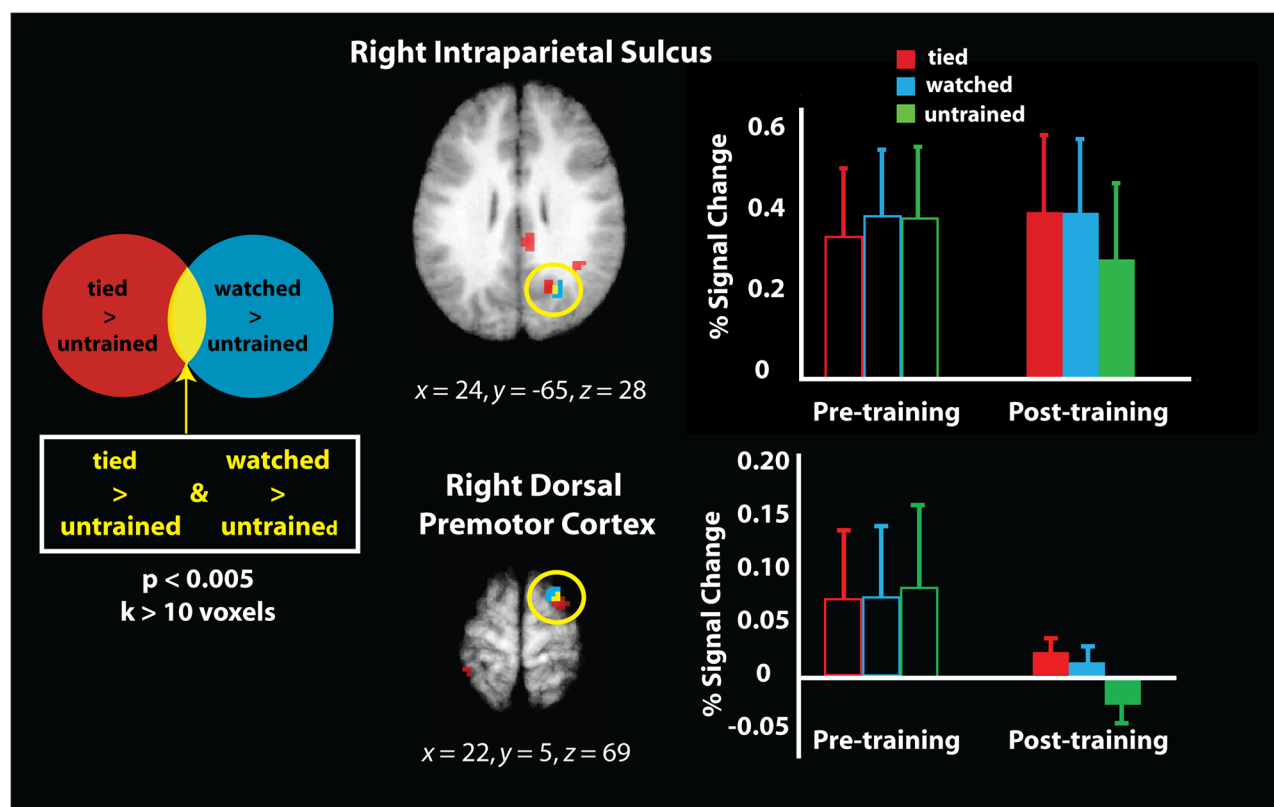 Right Intraparietal Sulcus
tied
watched
untrained
% Signal Change
0.6
0.4
0.2
0
Pre-training
Post-training
x = 24, y = -65, z = 28
tied
>
untrained
watched
>
untrained
tied
>
untrained
&
watched
>
untrained
p < 0.005
k > 10 voxels
Right Dorsal
Premotor Cortex
x = 22, y = 5, z = 69
% Signal Change
0.20
0.15
0.10
0.05
0
-0.05
Pre-training
Post-training